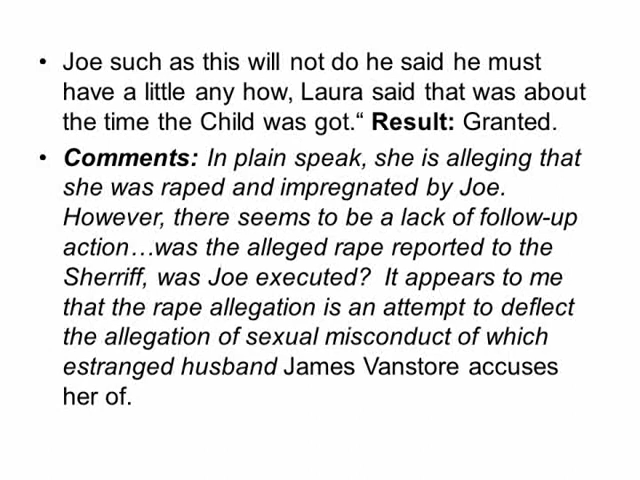 • Joe such as this will not do he said he must
have a little any how, Laura said that was about
the time the Child was got.“ Result: Granted.
• Comments: In plain speak, she is alleging that
she was raped and impregnated by Joe.
However, there seems to be a lack of follow-up
action…was the alleged rape reported to the
Sherriff, was Joe executed?  It appears to me
that the rape allegation is an attempt to deflect
the allegation of sexual misconduct of which
estranged husband James Vanstore accuses
her of.